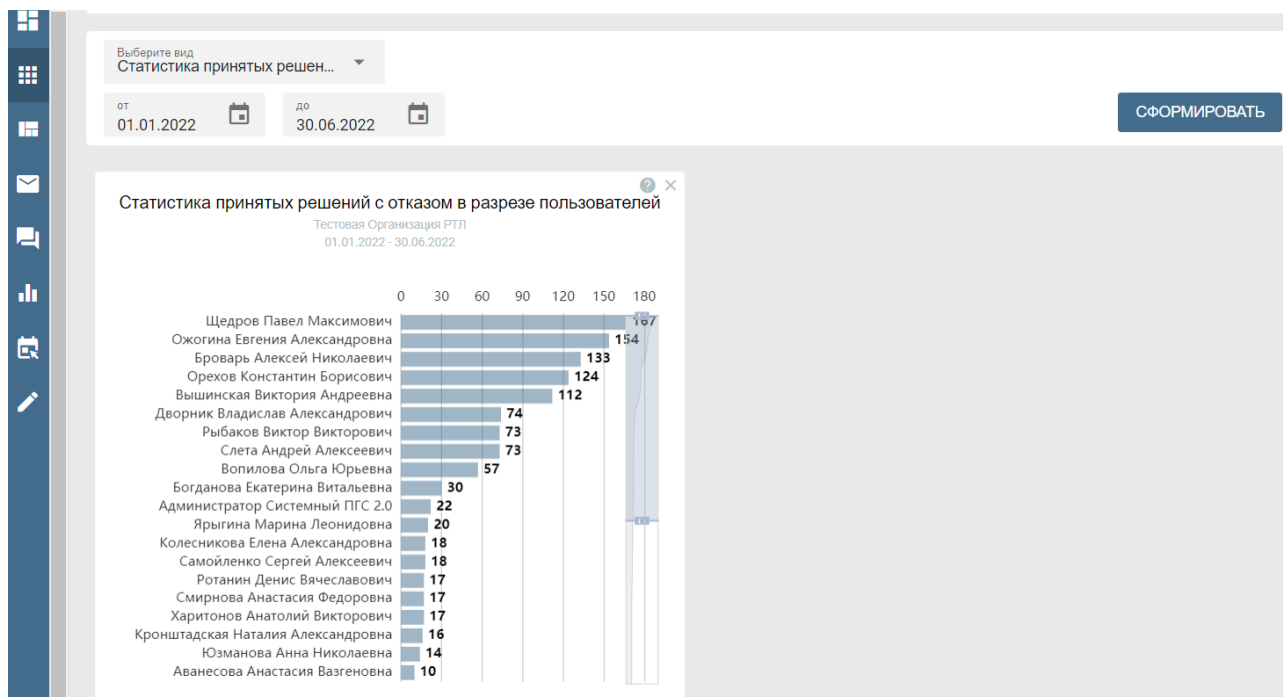 Выберите вид
Статистика принятых решен...
от
01.01.2022
до
30.06.2022
СФОРМИРОВАТЬ
Статистика принятых решений с отказом в разрезе пользователей
Тестовая Организация РТЛ
01.01.2022 - 30.06.2022
0 30 60 90 120 150 180
Щедров Павел Максимович 167
Ожогина Евгения Александровна 154
Броварь Алексей Николаевич 133
Орехов Константин Борисович 124
Вышинская Виктория Андреевна 112
Дворник Владислав Александрович 74
Рыбаков Виктор Викторович 73
Слета Андрей Алексеевич 73
Вопилова Ольга Юрьевна 57
Богданова Екатерина Витальевна 30
Администратор Системный ПГС 2.0 22
Ярыгина Марина Леонидовна 20
Колесникова Елена Александровна 18
Самойленко Сергей Алексеевич 18
Ротанин Денис Вячеславович 17
Смирнова Анастасия Федоровна 17
Харитонов Анатолий Викторович 17
Кронштадская Наталия Александровна 16
Юзманова Анна Николаевна 14
Аванесова Анастасия Вазгеновна 10